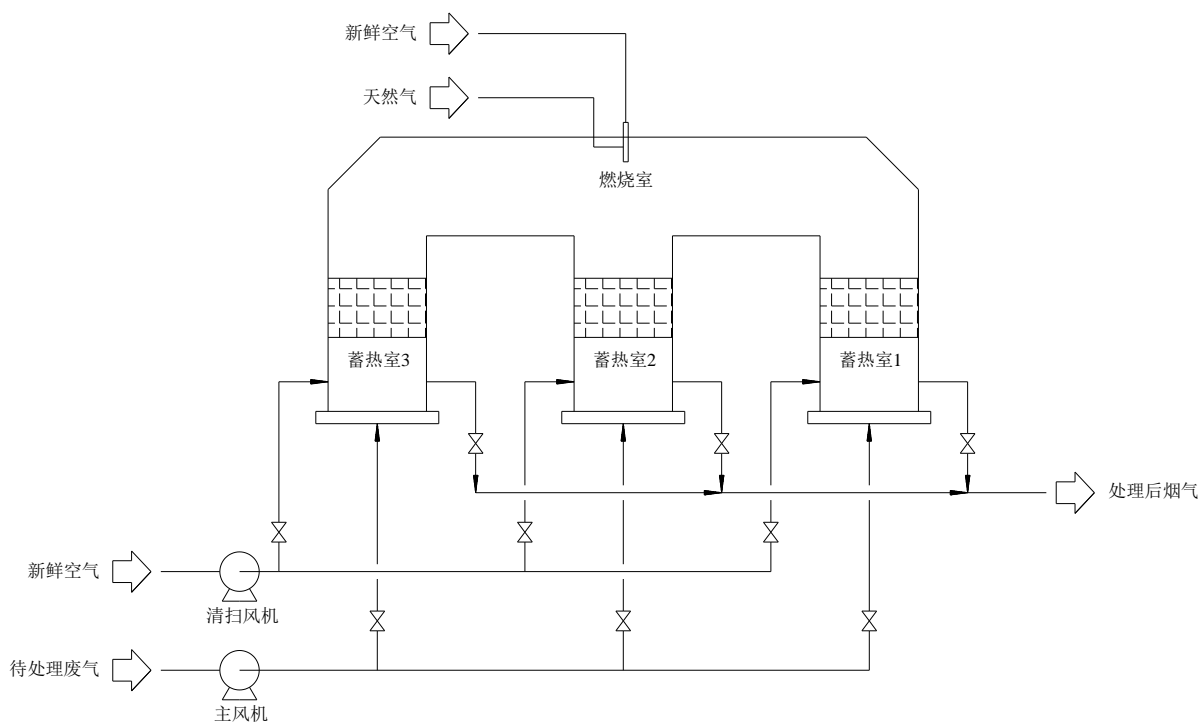 新鲜空气
天然气
燃烧室
蓄热室3
蓄热室2
蓄热室1
处理后烟气
新鲜空气
清扫风机
待处理废气
主风机